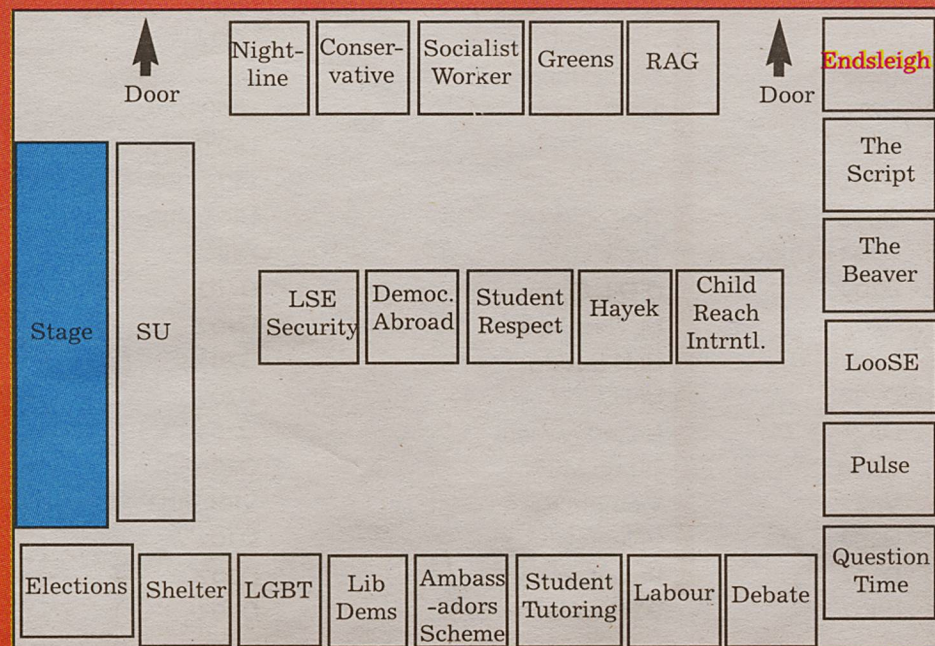 Door
Night-
line
Conser-
vative
Socialist
Worker
Greens
RAG
Door
Endsleigh
The
Script
The
Beaver
LooSE
Pulse
Question
Time
Stage
SU
LSE
Security
Democ.
Abroad
Student
Respect
Hayek
Child
Reach
Intrntl.
Elections
Shelter
LGBT
Lib
Dems
Ambass
-adors
Scheme
Student
Tutoring
Labour
Debate